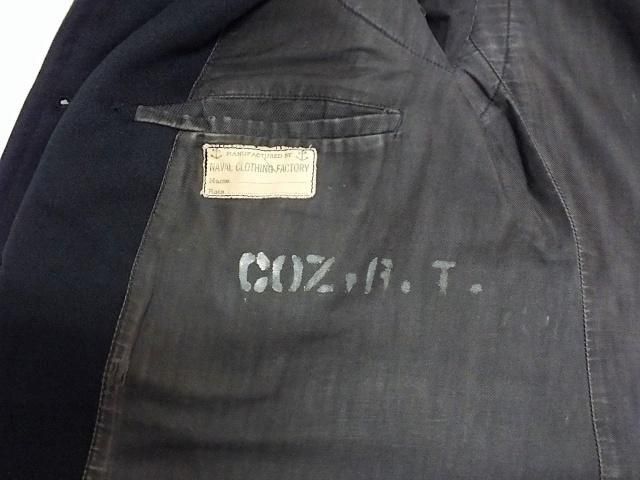 MANUFACTURED BY
NAVAL CLOTHING FACTORY
Name
Rate
COZ.A.T.